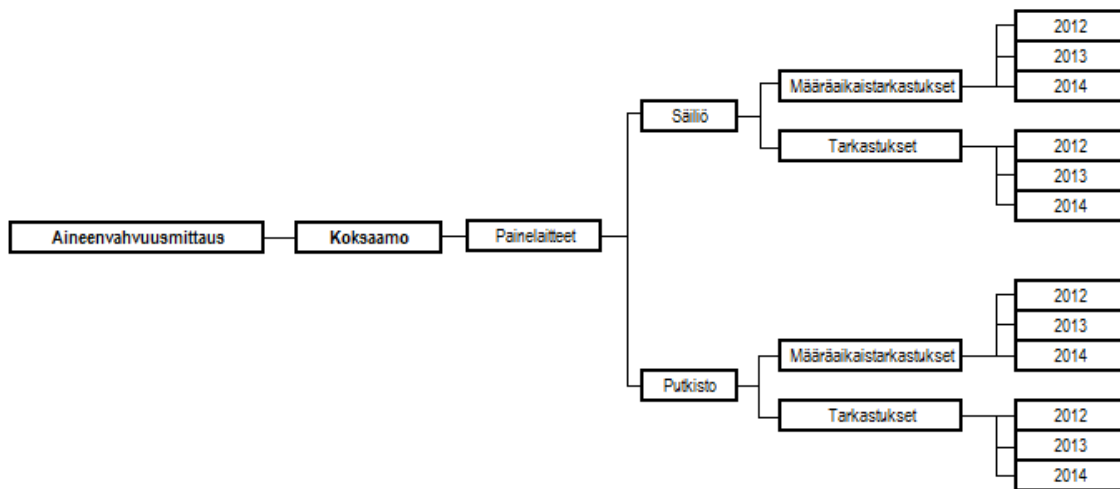 Aineenvahvuusmittaus
Koksaamo
Painelaitteet
Säiliö
Määräaikaistarkastukset
2012
2013
2014
Tarkastukset
2012
2013
2014
Putkisto
Määräaikaistarkastukset
2012
2013
2014
Tarkastukset
2012
2013
2014